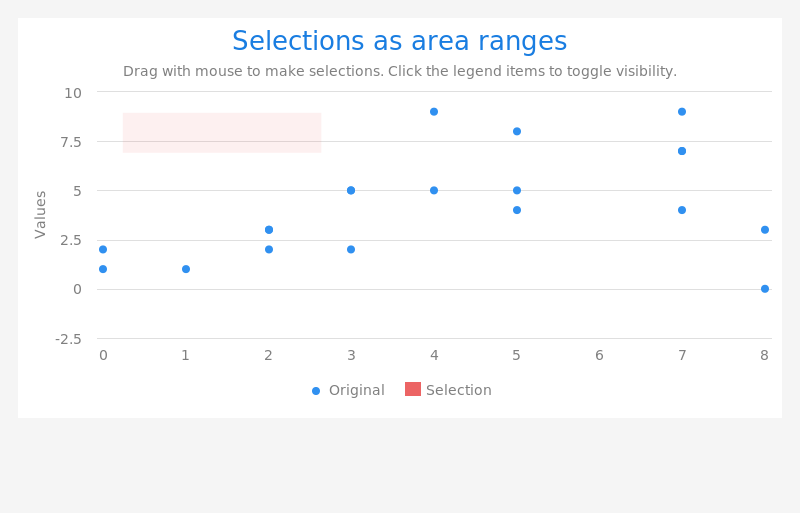 Selections as area ranges
Drag with mouse to make selections. Click the legend items to toggle visibility.
10
7.5
5
2.5
0
-2.5
Values
0 1 2 3 4 5 6 7 8
Original Selection